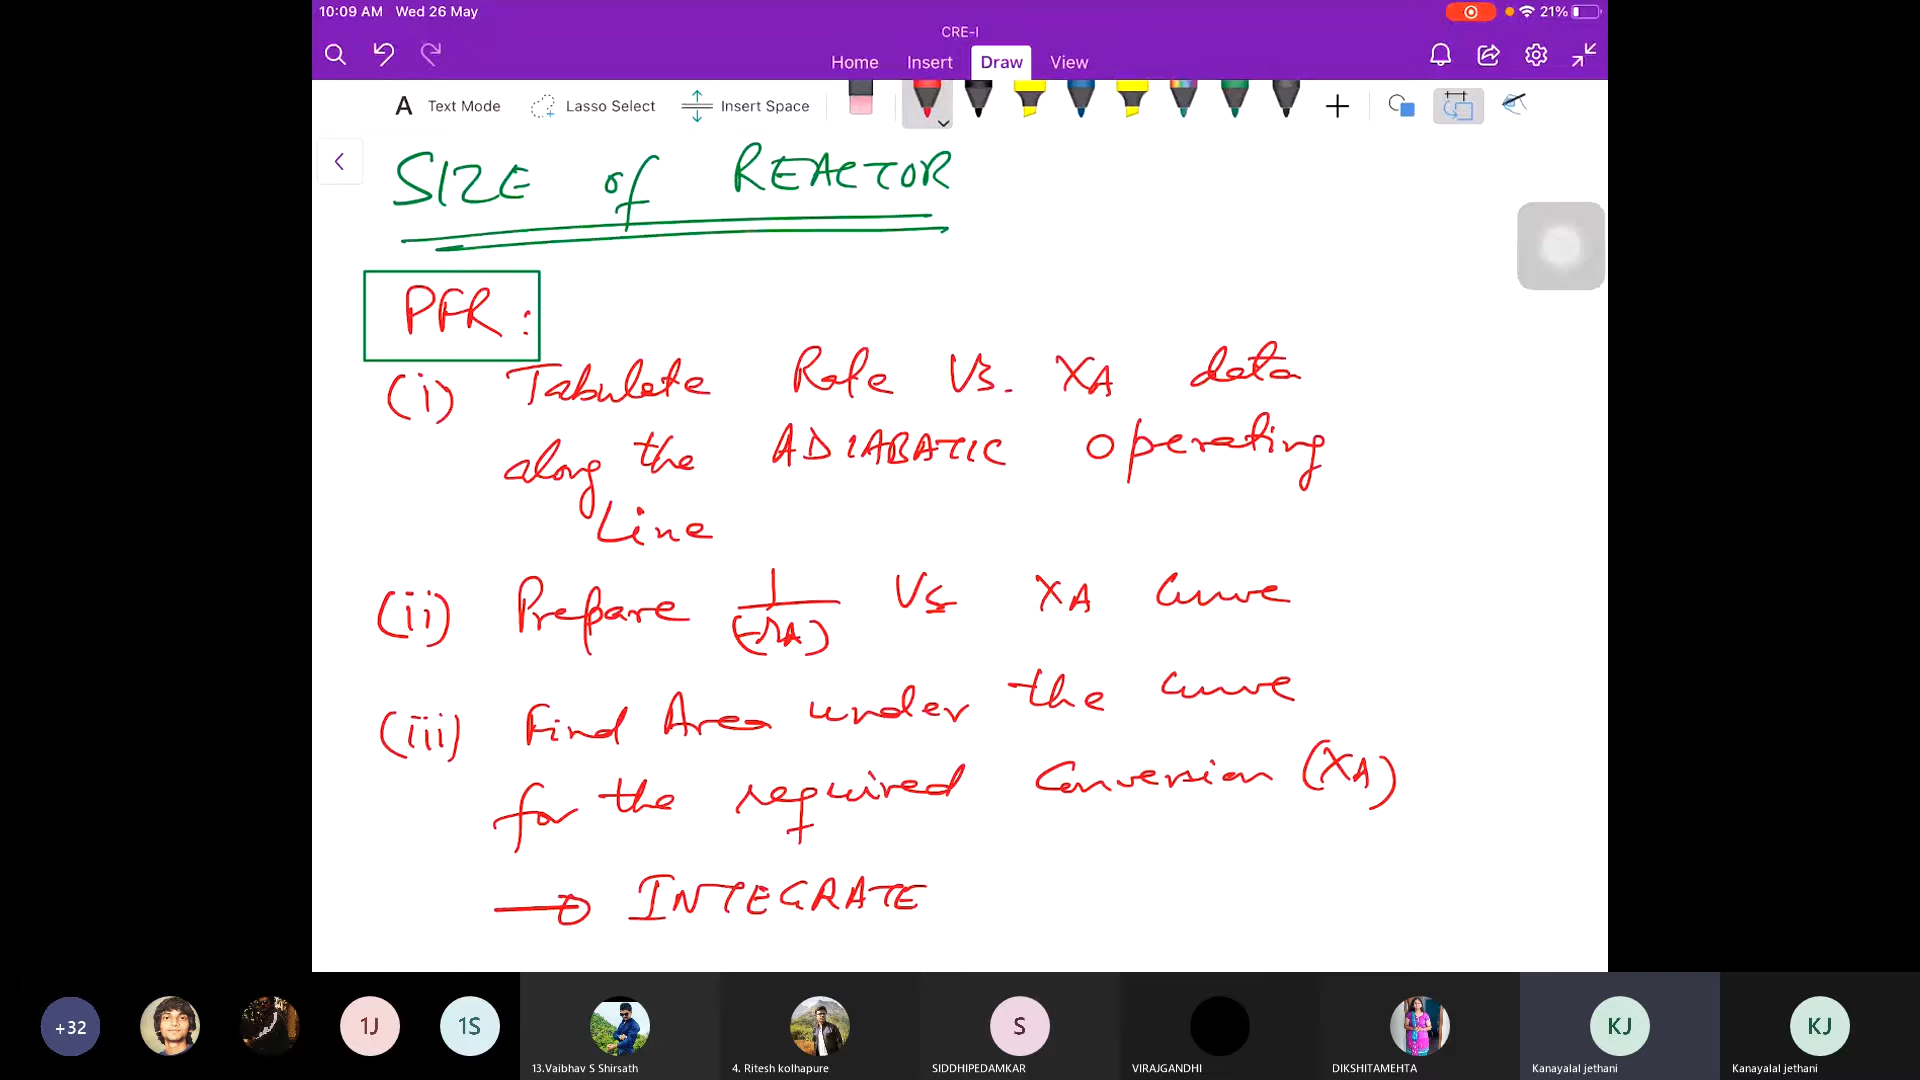 10:09 AM Wed 26 May
21%
CRE-I
Home Insert Draw View
Text Mode Lasso Select Insert Space
SIZE of REACTOR
PFR :
(i) Tabulate Rate Vs. XA data
along the ADIABATIC operating
Line
(ii) Prepare 1/(-rA) Vs XA Curve
(iii) Find Area under the curve
for the required Conversion (XA)
→ INTEGRATE
+32 1J 1S S KJ KJ
13.Vaibhav S Shirsath 4. Ritesh kolhapure SIDDHIPEDAMKAR VIRAJGANDHI DIKSHITAMEHTA Kanayalal jethani Kanayalal jethani